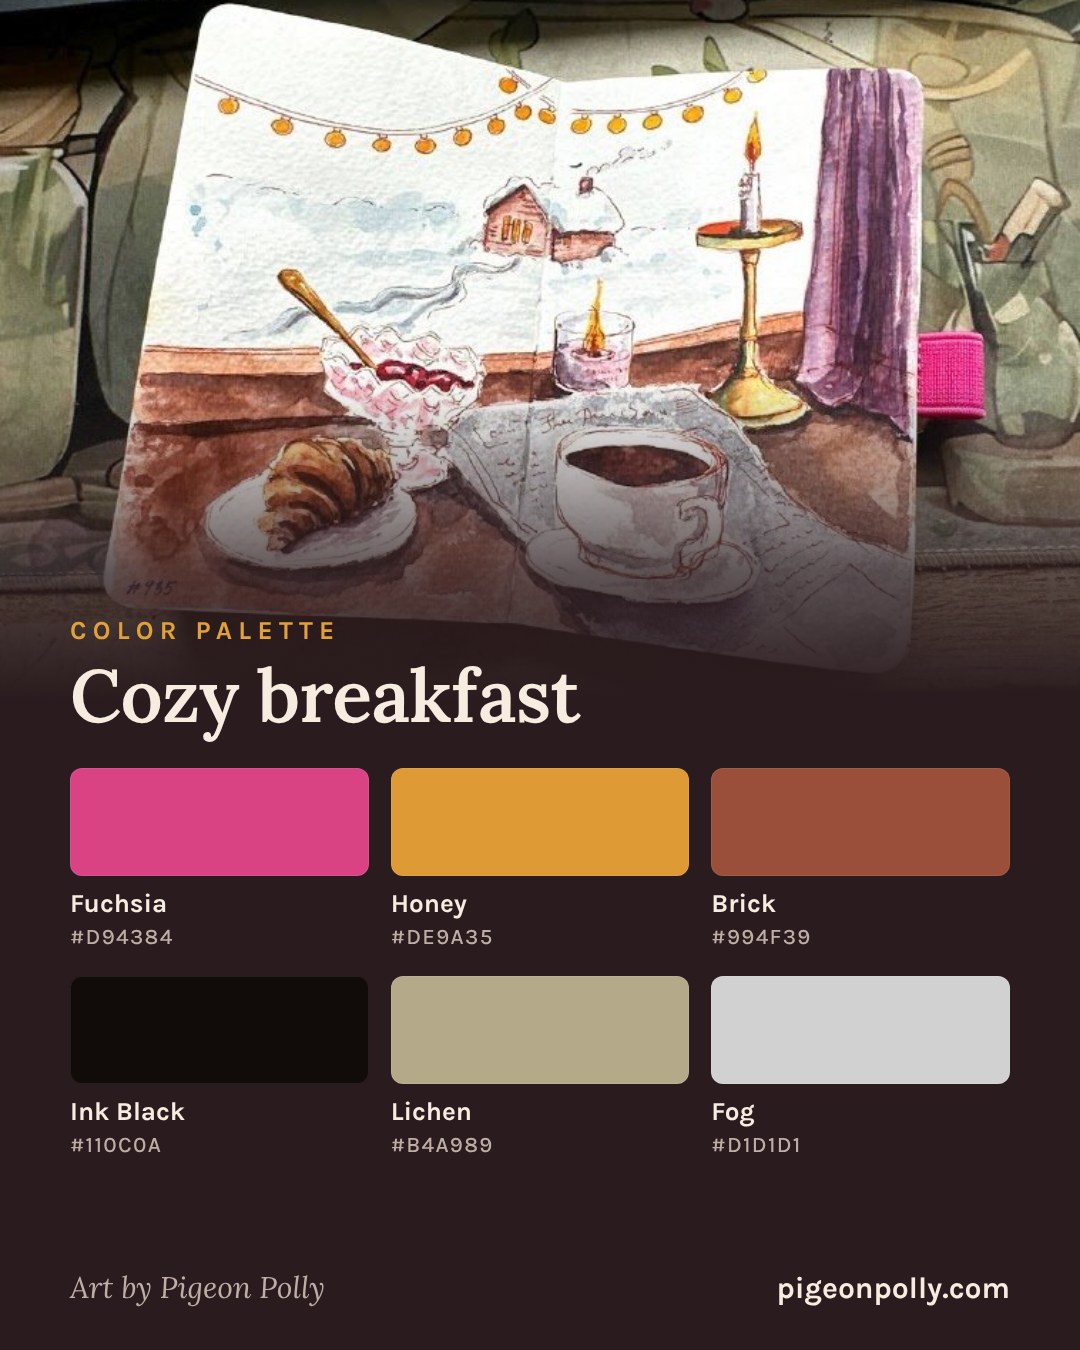 #935
COLOR PALETTE
Cozy breakfast
Fuchsia
#D94384
Honey
#DE9A35
Brick
#994F39
Ink Black
#110C0A
Lichen
#B4A989
Fog
#D1D1D1
Art by Pigeon Polly
pigeonpolly.com